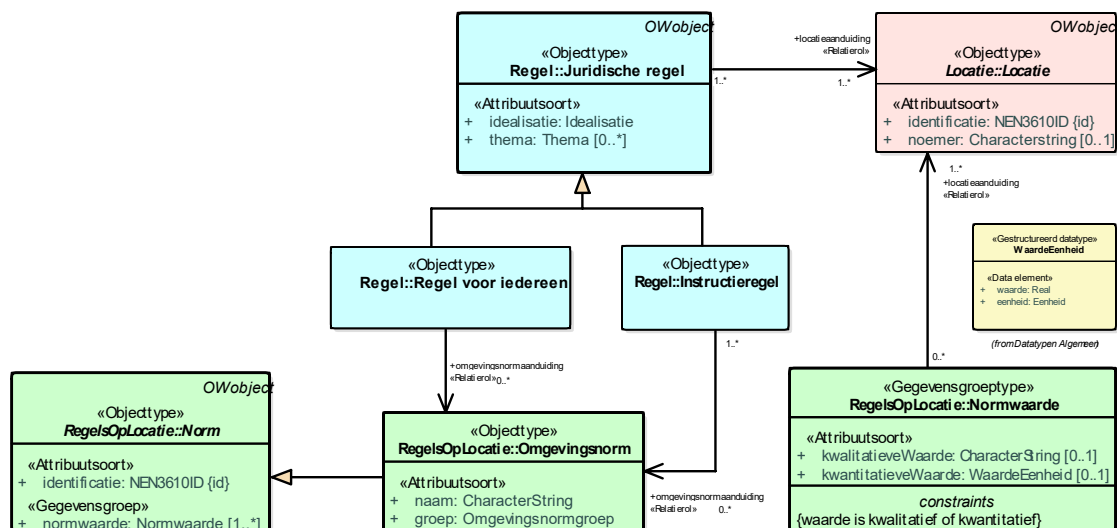 OWobject
«Objecttype»
Regel::Juridische regel
«Attribuutsoort»
+ idealisatie: Idealisatie
+ thema: Thema [0..*]
+locatieaanduiding
«Relatierol»
1..*
1..*
OWobjec
«Objecttype»
Locatie::Locatie
«Attribuutsoort»
+ identificatie: NEN3610ID {id}
+ noemer: Characterstring [0..1]
1..*
+locatieaanduiding
«Relatierol»
0..*
«Gestructureerd datatype»
WaardeEenheid
«Data element»
+ waarde: Real
+ eenheid: Eenheid
(from Datatypen Algemeen)
«Objecttype»
Regel::Regel voor iedereen
«Objecttype»
Regel::Instructieregel
+omgevingsnormaanduiding
«Relatierol» 0..*
1..*
+omgevingsnormaanduiding
«Relatierol» 0..*
OWobject
«Objecttype»
RegelsOpLocatie::Norm
«Attribuutsoort»
+ identificatie: NEN3610ID {id}
«Gegevensgroep»
+ normwaarde: Normwaarde [1..*]
«Objecttype»
RegelsOpLocatie::Omgevingsnorm
«Attribuutsoort»
+ naam: CharacterString
+ groep: Omgevingsnormgroep
«Gegevensgroeptype»
RegelsOpLocatie::Normwaarde
«Attribuutsoort»
+ kwalitatieveWaarde: CharacterString [0..1]
+ kwantitatieveWaarde: WaardeEenheid [0..1]
constraints
{waarde is kwalitatief of kwantitatief}